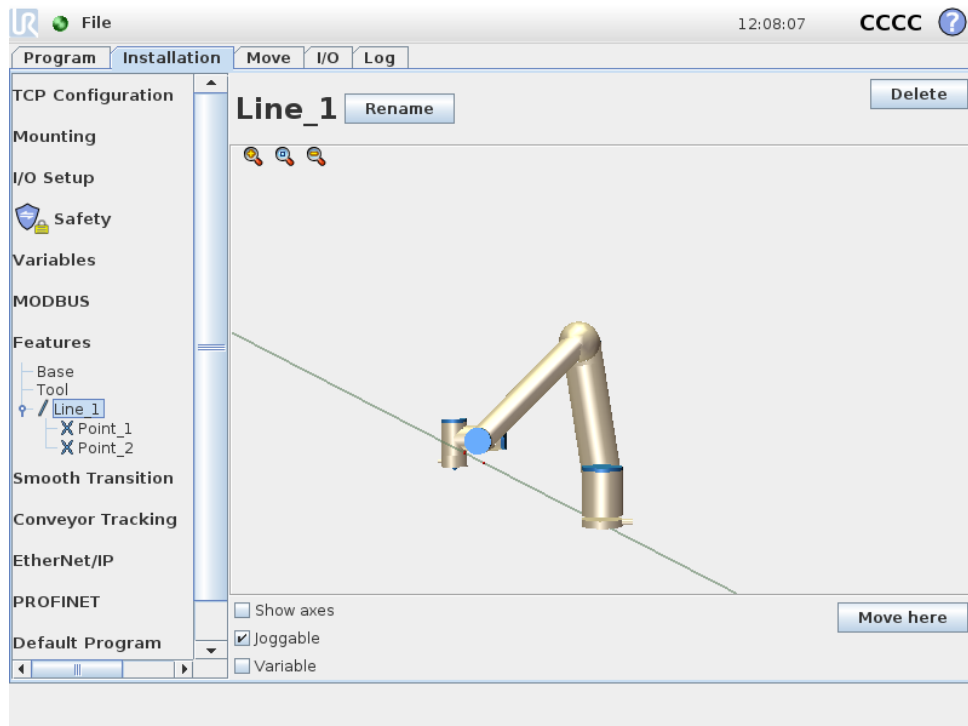 UR File 12:08:07 CCCC ?
Program Installation Move I/O Log
TCP Configuration
Mounting
I/O Setup
Safety
Variables
MODBUS
Features
Base
Tool
Line_1
Point_1
Point_2
Smooth Transition
Conveyor Tracking
EtherNet/IP
PROFINET
Default Program
Line_1 Rename Delete
Show axes
Joggable
Variable
Move here